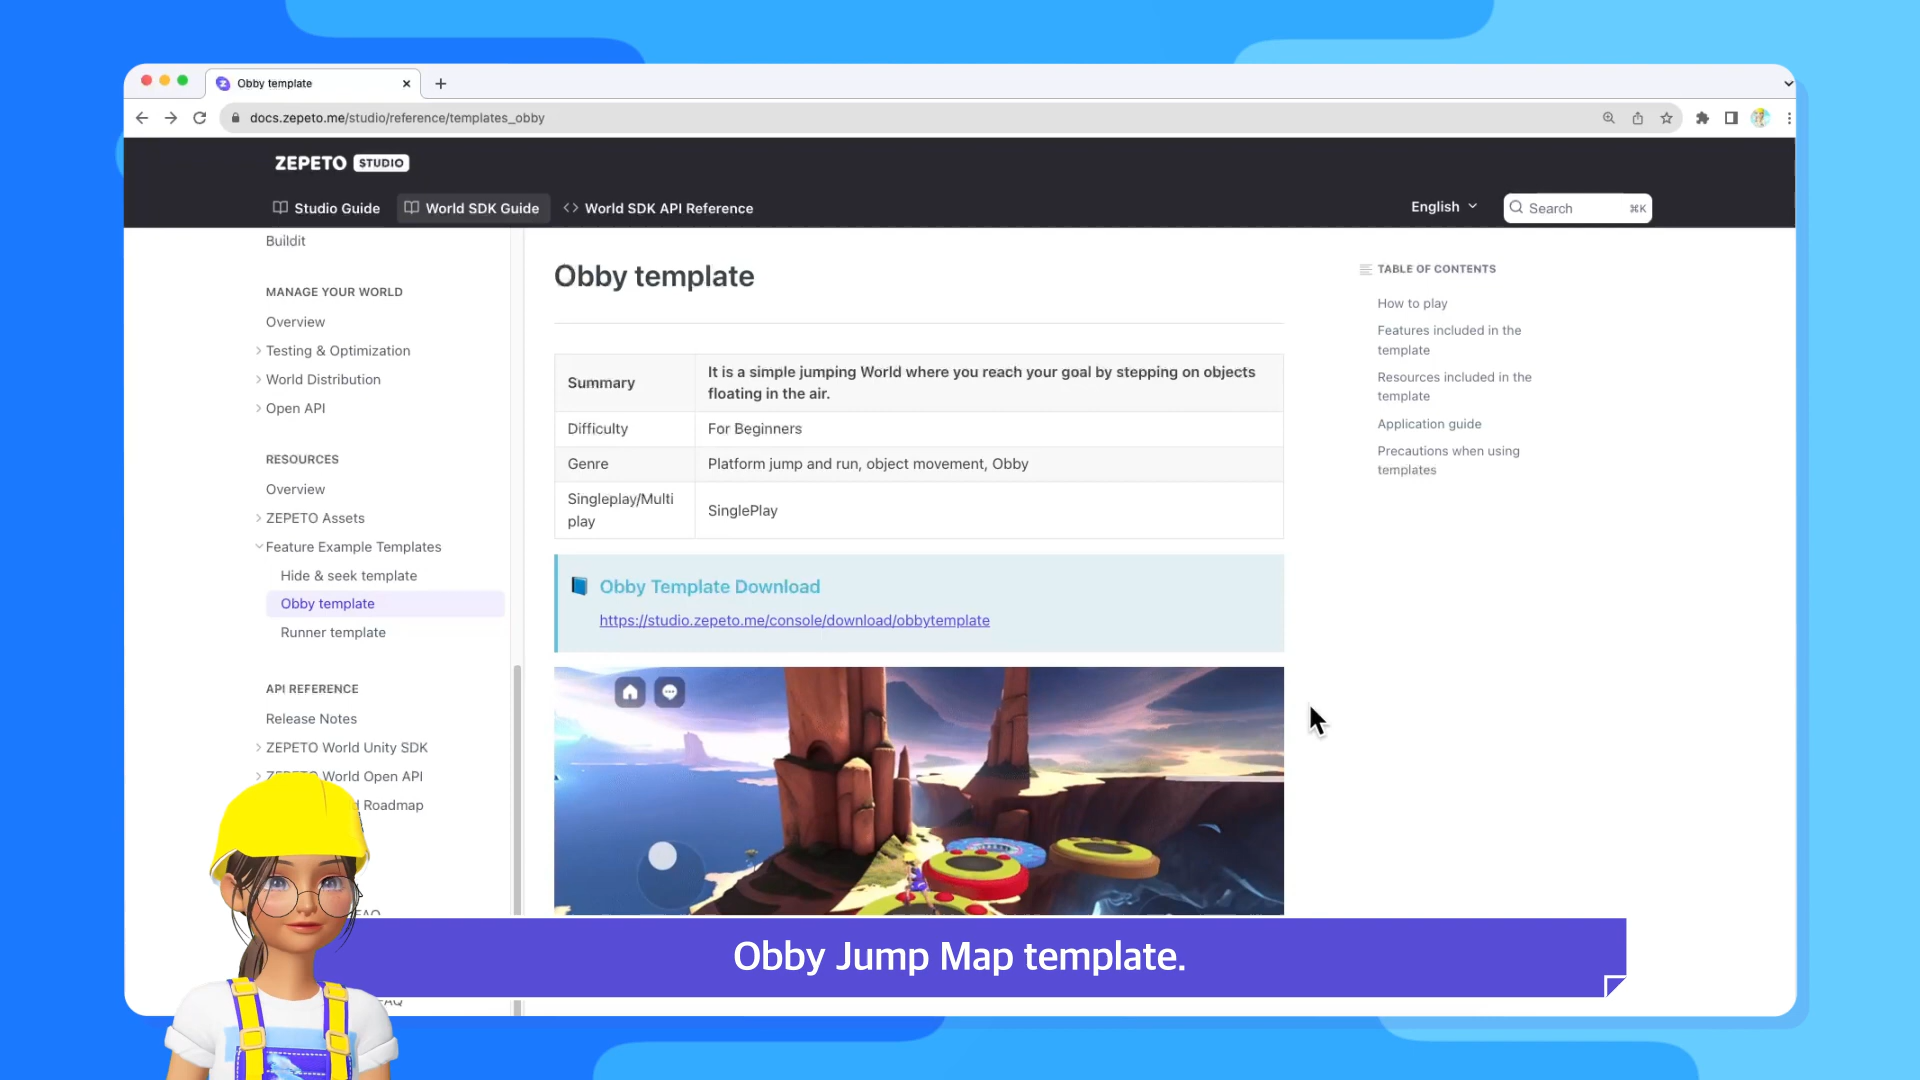 Obby template
docs.zepeto.me/studio/reference/templates_obby
ZEPETO STUDIO
Studio Guide
World SDK Guide
World SDK API Reference
English
Search
⌘K
Buildit
MANAGE YOUR WORLD
Overview
Testing & Optimization
World Distribution
Open API
RESOURCES
Overview
ZEPETO Assets
Feature Example Templates
Hide & seek template
Obby template
Runner template
API REFERENCE
Release Notes
ZEPETO World Unity SDK
ZEPETO World Open API
Roadmap
FAQ
FAQ
Obby template
Summary
It is a simple jumping World where you reach your goal by stepping on objects
floating in the air.
Difficulty
For Beginners
Genre
Platform jump and run, object movement, Obby
Singleplay/Multi
play
SinglePlay
Obby Template Download
https://studio.zepeto.me/console/download/obbytemplate
TABLE OF CONTENTS
How to play
Features included in the
template
Resources included in the
template
Application guide
Precautions when using
templates
Obby Jump Map template.